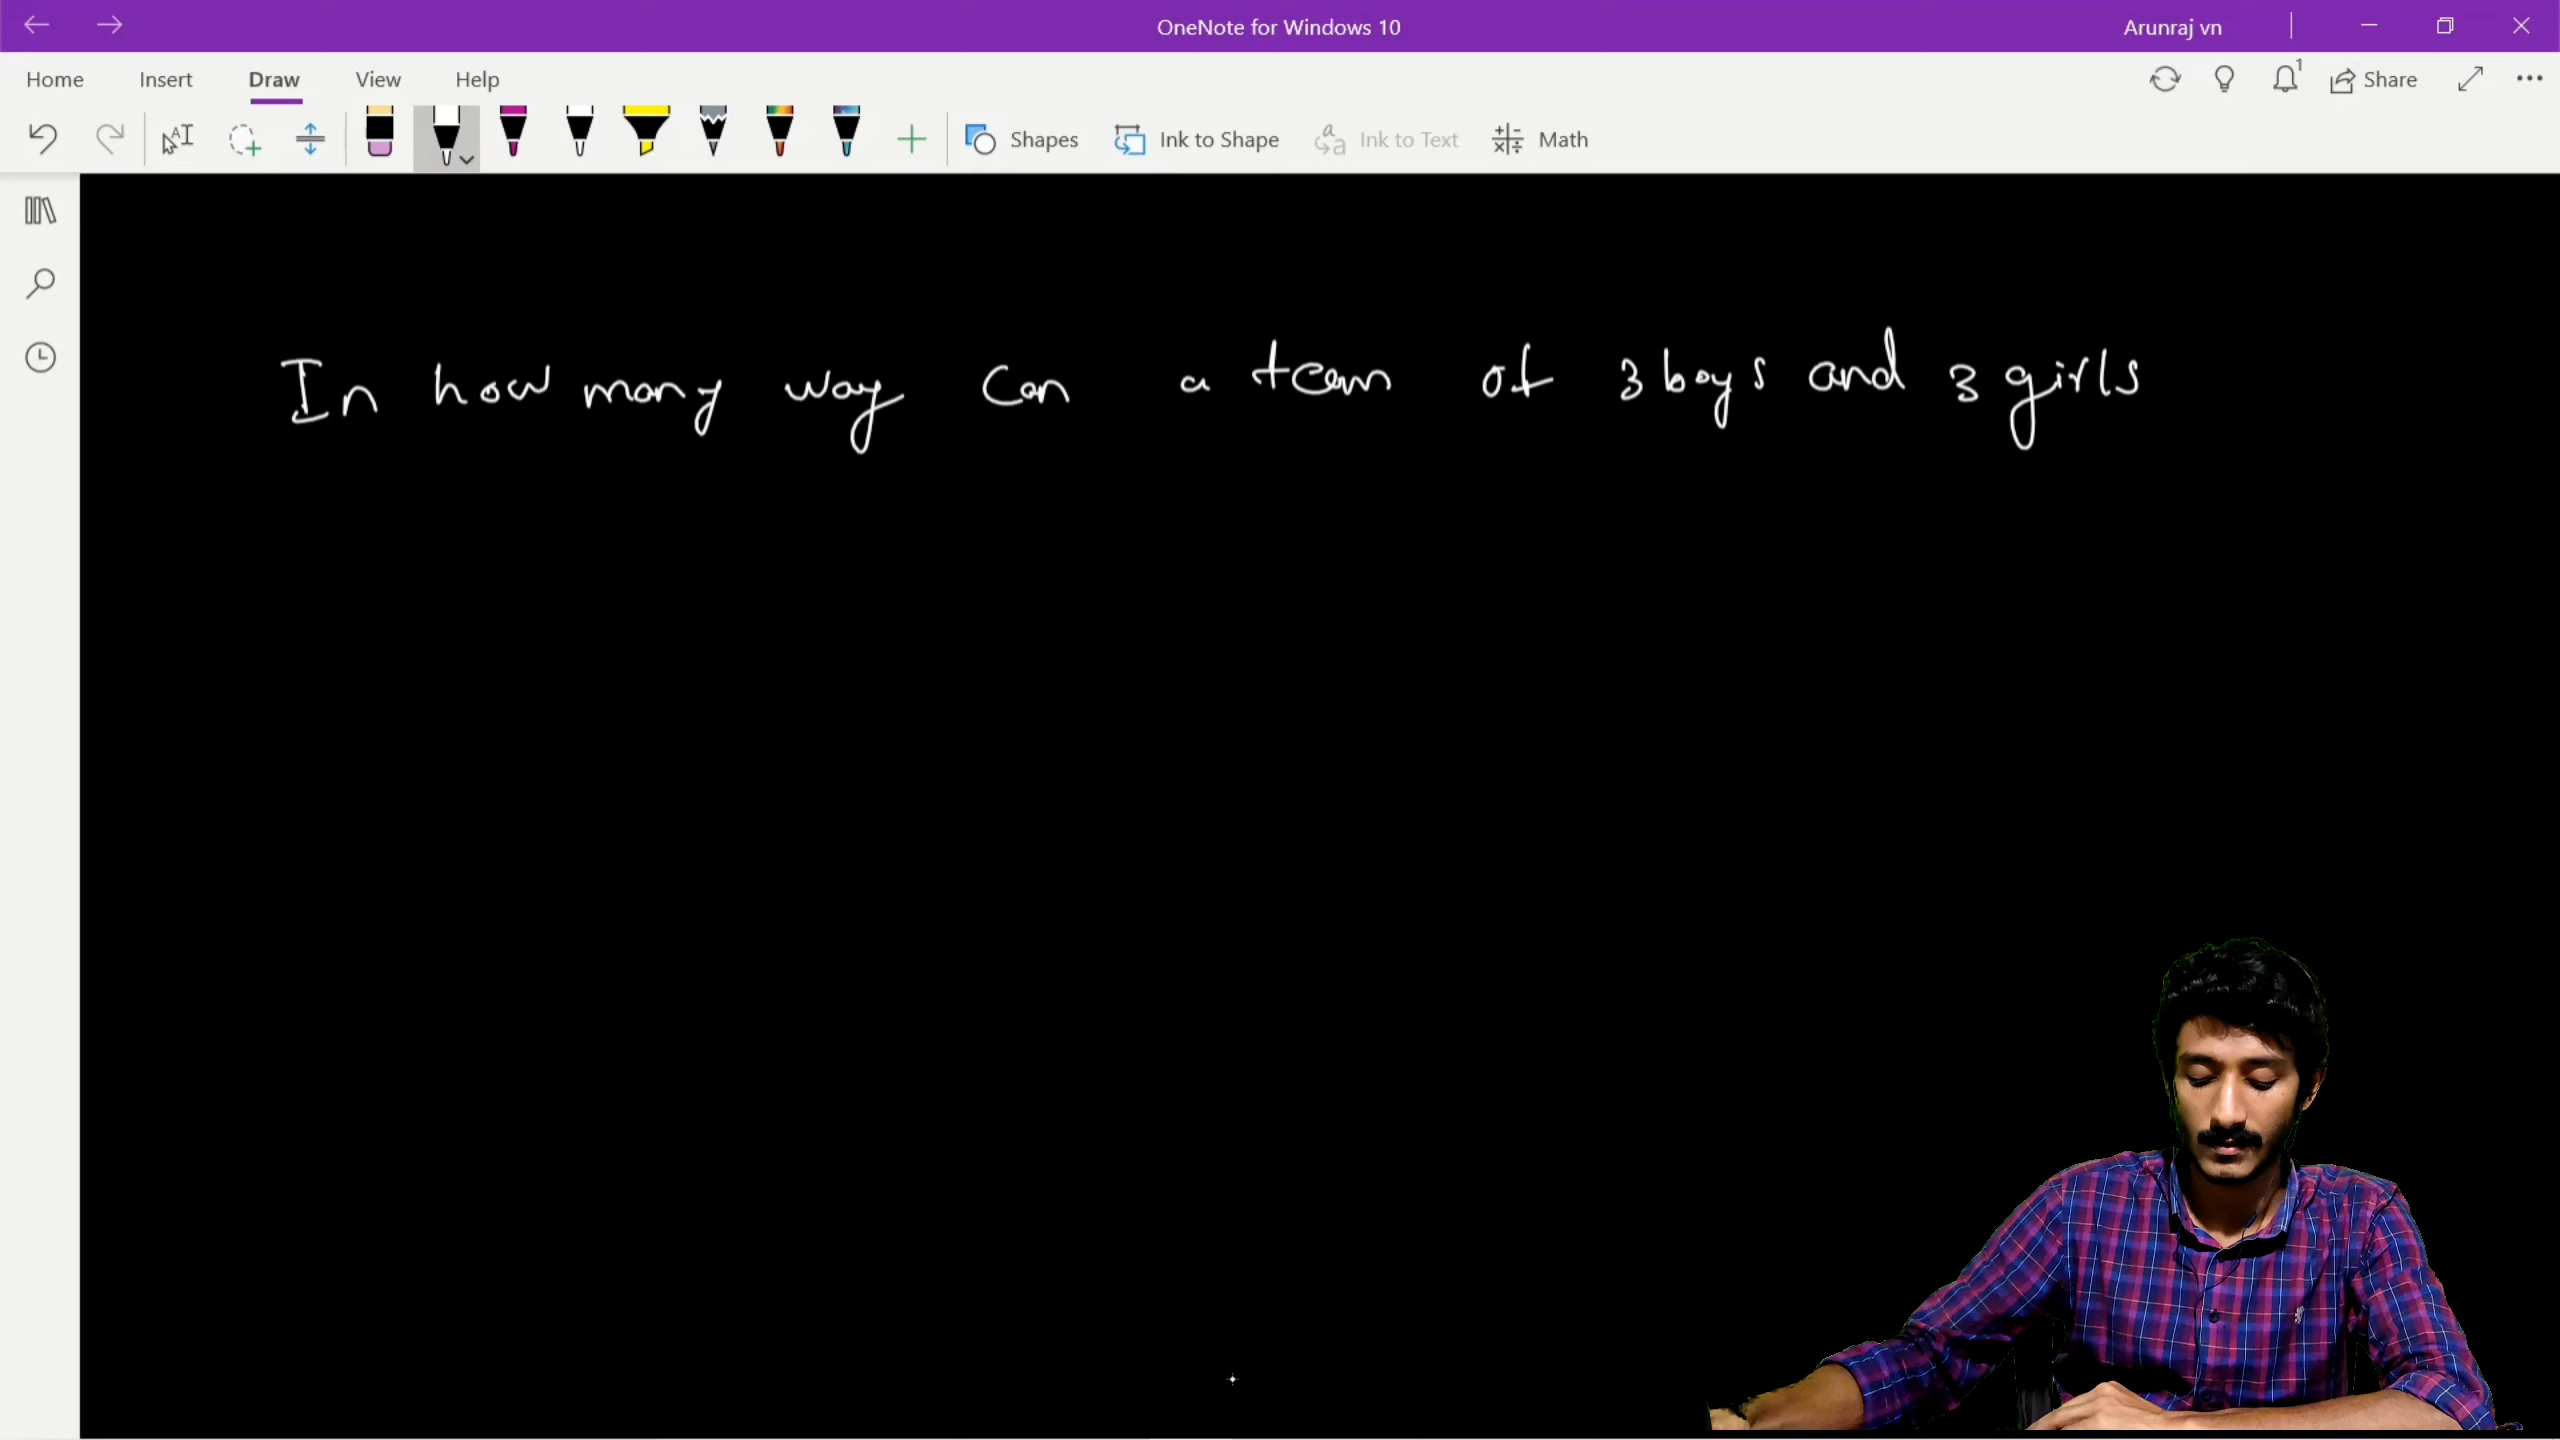 OneNote for Windows 10
Arunraj vn
Home Insert Draw View Help
1
Share
Shapes Ink to Shape Ink to Text Math
In how many way can a team of 3 boys and 3 girls